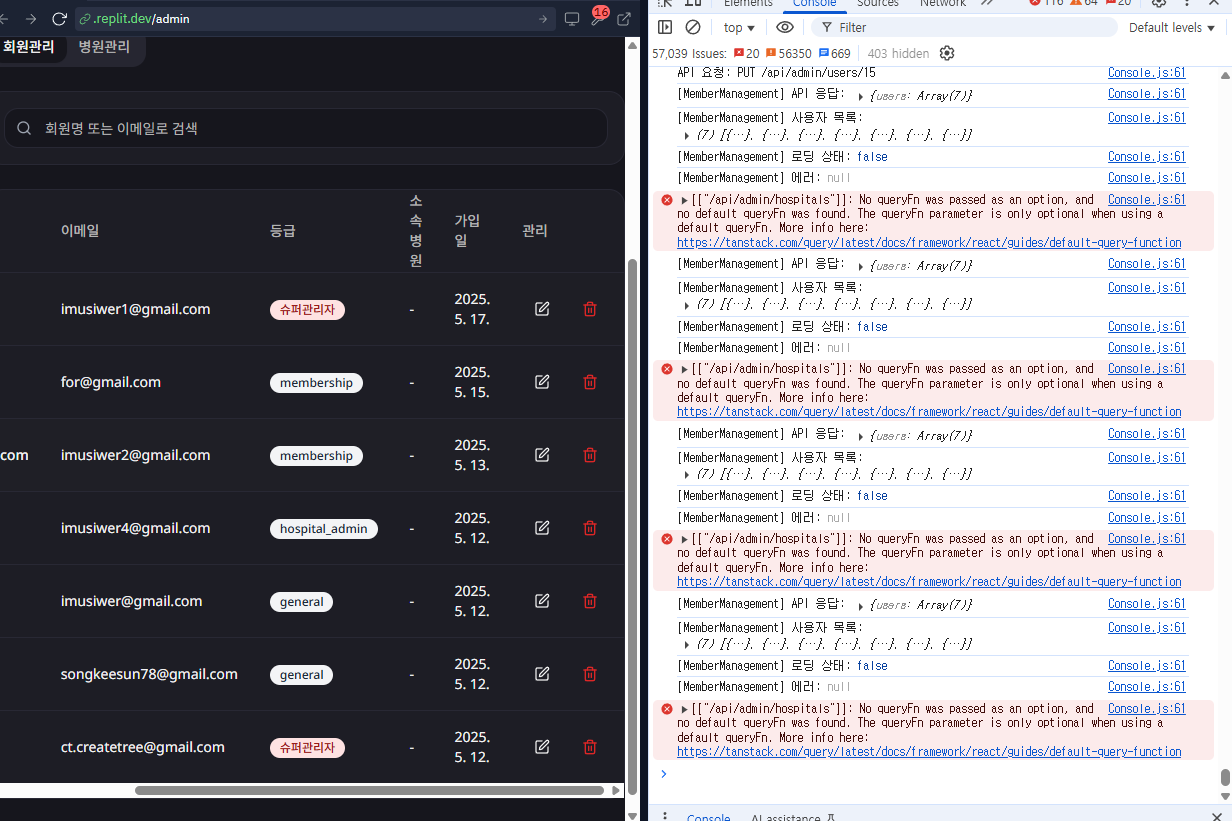 .replit.dev/admin
16
회원관리 병원관리
회원명 또는 이메일로 검색
이메일 등급 소속병원 가입일 관리
imusiwer1@gmail.com 슈퍼관리자 - 2025. 5. 17.
for@gmail.com membership - 2025. 5. 15.
com imusiwer2@gmail.com membership - 2025. 5. 13.
imusiwer4@gmail.com hospital_admin - 2025. 5. 12.
imusiwer@gmail.com general - 2025. 5. 12.
songkeesun78@gmail.com general - 2025. 5. 12.
ct.createtree@gmail.com 슈퍼관리자 - 2025. 5. 12.
Elements Console Sources Network 116 64 20
top Filter Default levels
57,039 Issues: 20 56350 669 403 hidden
API 요청: PUT /api/admin/users/15 Console.js:61
[MemberManagement] API 응답: ▶ {users: Array(7)} Console.js:61
[MemberManagement] 사용자 목록: Console.js:61
▶ (7) [{…}, {…}, {…}, {…}, {…}, {…}, {…}]
[MemberManagement] 로딩 상태: false Console.js:61
[MemberManagement] 에러: null Console.js:61
▶ [["/api/admin/hospitals"]]: No queryFn was passed as an option, and Console.js:61
no default queryFn was found. The queryFn parameter is only optional when using a
default queryFn. More info here:
https://tanstack.com/query/latest/docs/framework/react/guides/default-query-function
[MemberManagement] API 응답: ▶ {users: Array(7)} Console.js:61
[MemberManagement] 사용자 목록: Console.js:61
▶ (7) [{…}, {…}, {…}, {…}, {…}, {…}, {…}]
[MemberManagement] 로딩 상태: false Console.js:61
[MemberManagement] 에러: null Console.js:61
▶ [["/api/admin/hospitals"]]: No queryFn was passed as an option, and Console.js:61
no default queryFn was found. The queryFn parameter is only optional when using a
default queryFn. More info here:
https://tanstack.com/query/latest/docs/framework/react/guides/default-query-function
[MemberManagement] API 응답: ▶ {users: Array(7)} Console.js:61
[MemberManagement] 사용자 목록: Console.js:61
▶ (7) [{…}, {…}, {…}, {…}, {…}, {…}, {…}]
[MemberManagement] 로딩 상태: false Console.js:61
[MemberManagement] 에러: null Console.js:61
▶ [["/api/admin/hospitals"]]: No queryFn was passed as an option, and Console.js:61
no default queryFn was found. The queryFn parameter is only optional when using a
default queryFn. More info here:
https://tanstack.com/query/latest/docs/framework/react/guides/default-query-function
[MemberManagement] API 응답: ▶ {users: Array(7)} Console.js:61
[MemberManagement] 사용자 목록: Console.js:61
▶ (7) [{…}, {…}, {…}, {…}, {…}, {…}, {…}]
[MemberManagement] 로딩 상태: false Console.js:61
[MemberManagement] 에러: null Console.js:61
▶ [["/api/admin/hospitals"]]: No queryFn was passed as an option, and Console.js:61
no default queryFn was found. The queryFn parameter is only optional when using a
default queryFn. More info here:
https://tanstack.com/query/latest/docs/framework/react/guides/default-query-function
Console AI assistance